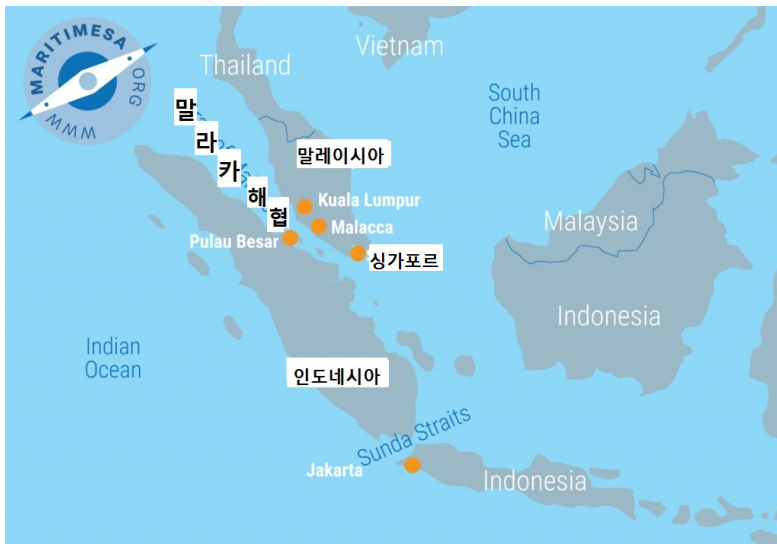 MARITIMESA
.ORG
WWW
Thailand
Vietnam
South
China
Sea
말
라
카
해
협
말레이시아
Kuala Lumpur
Malacca
Pulau Besar
싱가포르
Malaysia
Indonesia
Indian
Ocean
인도네시아
Sunda Straits
Jakarta
Indonesia